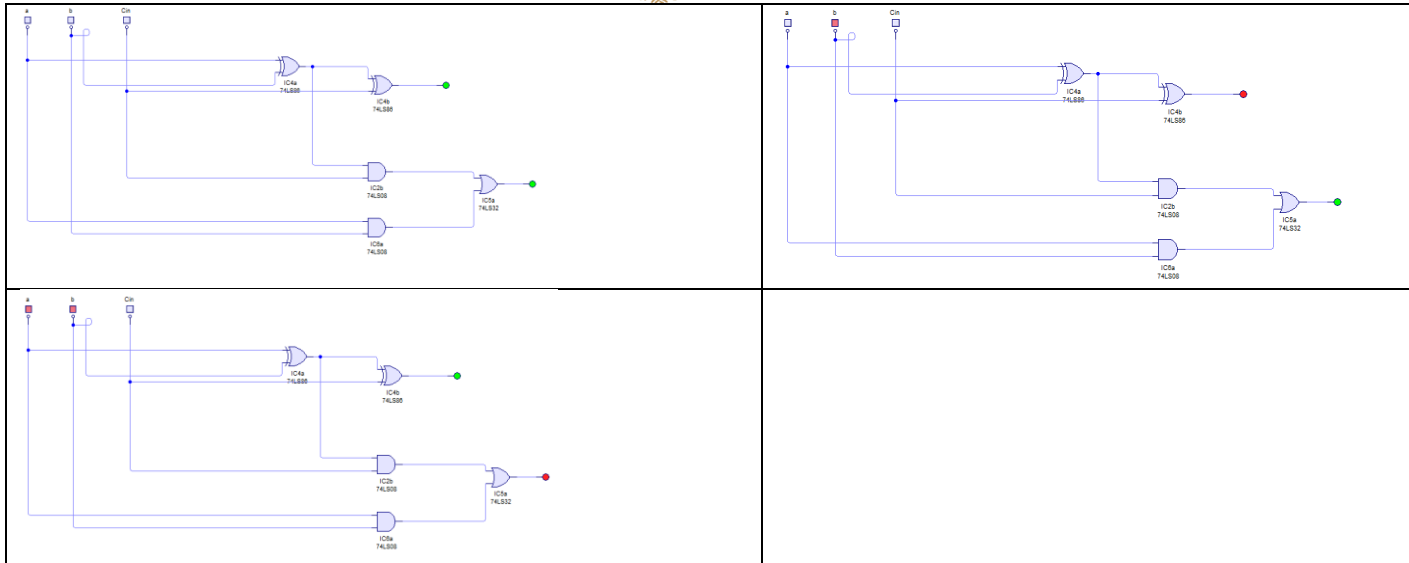 a b Cin
IC4a
74LS86
IC4b
74LS86
IC2b
74LS08
IC5a
74LS32
IC6a
74LS08
a b Cin
IC4a
74LS86
IC4b
74LS86
IC2b
74LS08
IC5a
74LS32
IC6a
74LS08
a b Cin
IC4a
74LS86
IC4b
74LS86
IC2b
74LS08
IC5a
74LS32
IC6a
74LS08